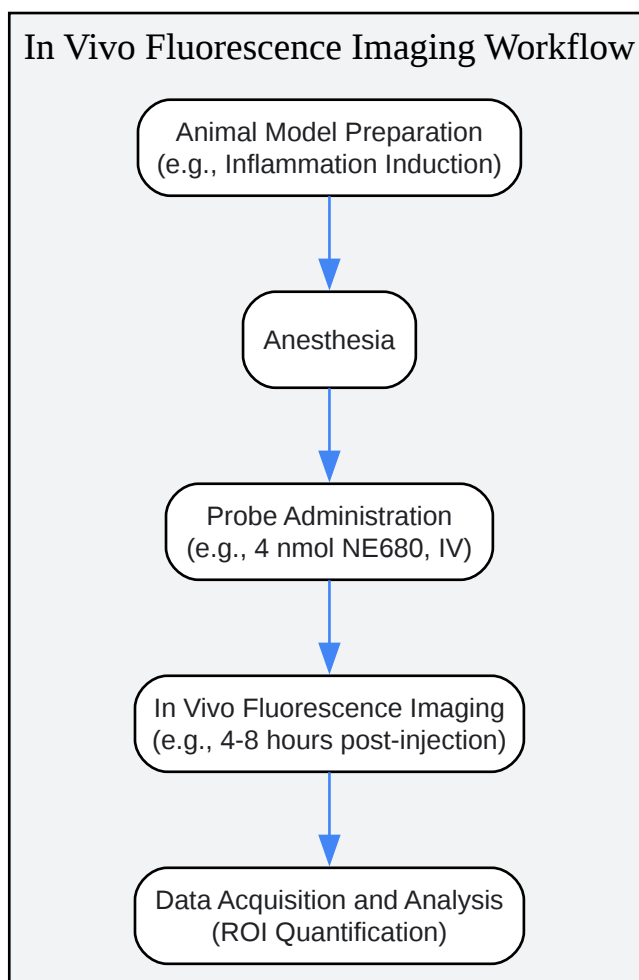 In Vivo Fluorescence Imaging Workflow
Animal Model Preparation
(e.g., Inflammation Induction)
Anesthesia
Probe Administration
(e.g., 4 nmol NE680, IV)
In Vivo Fluorescence Imaging
(e.g., 4-8 hours post-injection)
Data Acquisition and Analysis
(ROI Quantification)